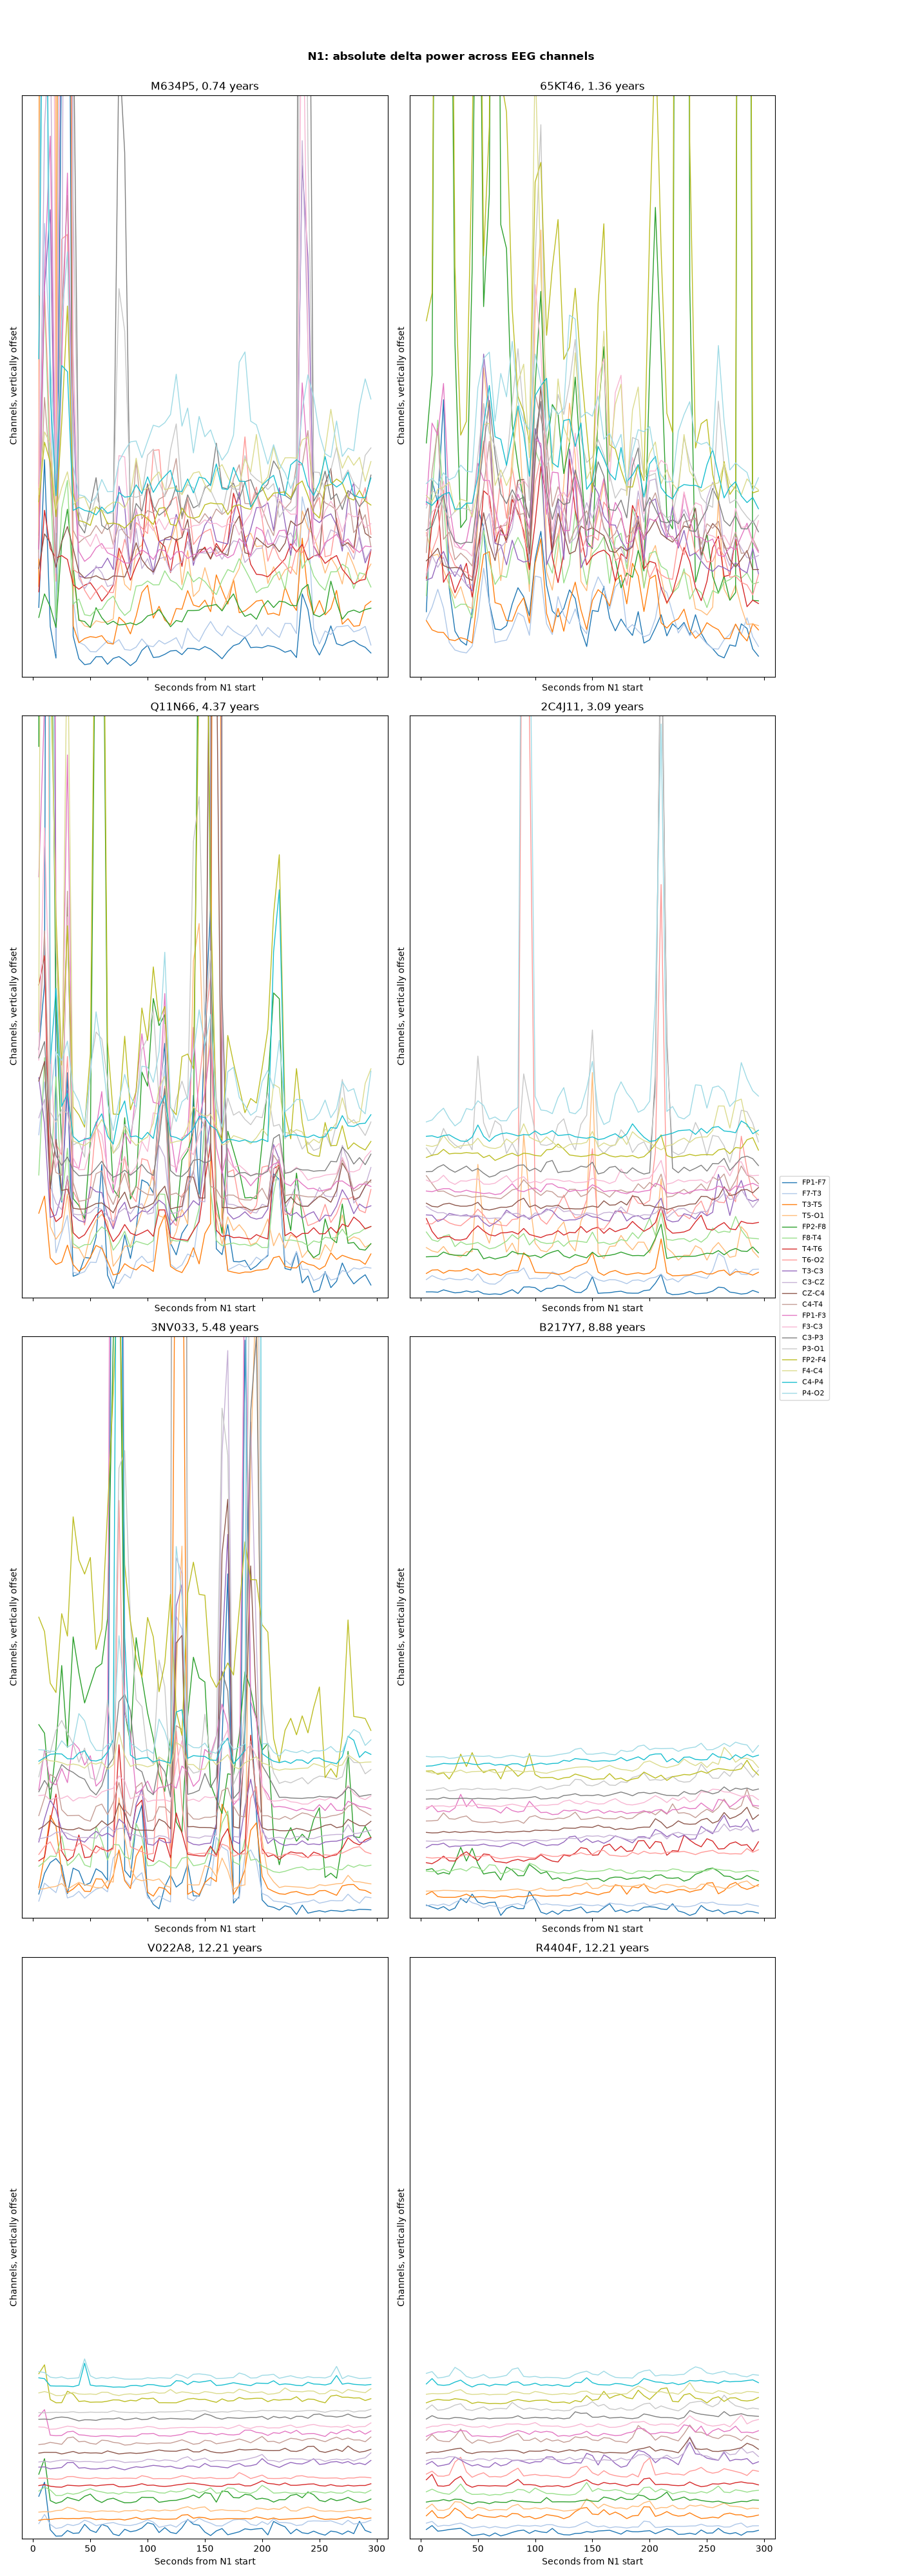 N1: absolute delta power across EEG channels
M634P5, 0.74 years
65KT46, 1.36 years
Channels, vertically offset
Channels, vertically offset
Seconds from N1 start
Seconds from N1 start
Q11N66, 4.37 years
2C4J11, 3.09 years
Channels, vertically offset
Channels, vertically offset
Seconds from N1 start
Seconds from N1 start
FP1-F7
F7-T3
T3-T5
T5-O1
FP2-F8
F8-T4
T4-T6
T6-O2
T3-C3
C3-CZ
CZ-C4
C4-T4
FP1-F3
F3-C3
C3-P3
P3-O1
FP2-F4
F4-C4
C4-P4
P4-O2
3NV033, 5.48 years
B217Y7, 8.88 years
Channels, vertically offset
Channels, vertically offset
Seconds from N1 start
Seconds from N1 start
V022A8, 12.21 years
R4404F, 12.21 years
Channels, vertically offset
Channels, vertically offset
0 50 100 150 200 250 300
0 50 100 150 200 250 300
Seconds from N1 start
Seconds from N1 start